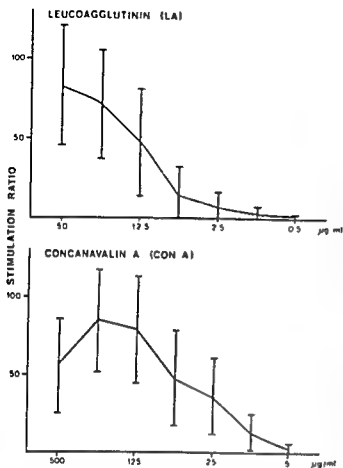 LEUCOAGGLUTININ (LA)
100
50
50 12.5 2.5 0.5 µg ml
STIMULATION RATIO
CONCANAVALIN A (CON A)
100
50
500 125 25 5 µg/ml